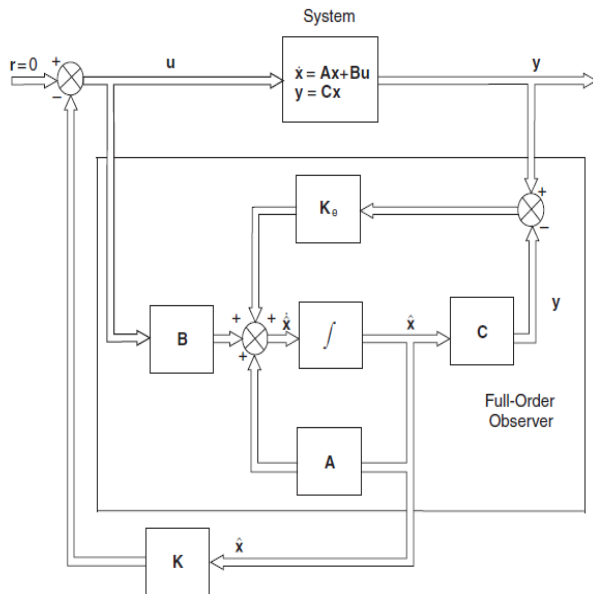 System
r=0
+
−
u
ẋ = Ax+Bu
y = Cx
y
+
−
Kₑ
B
+
+
+
x̂̇
∫
x̂
C
y
Full-Order
Observer
A
K
x̂